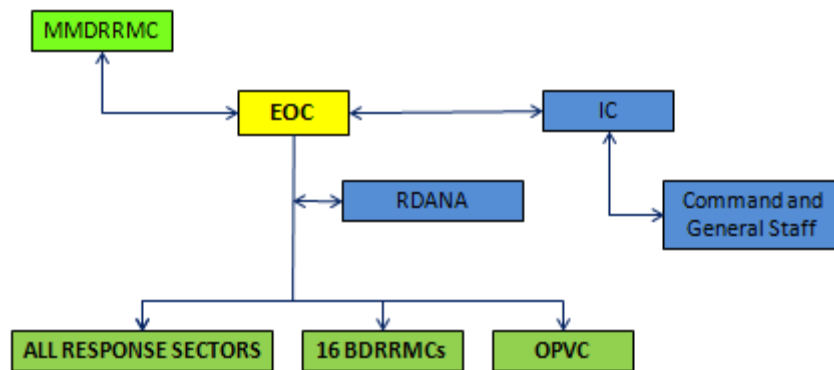 MMDRRMC
EOC
IC
RDANA
Command and
General Staff
ALL RESPONSE SECTORS
16 BDRRMCs
OPVC